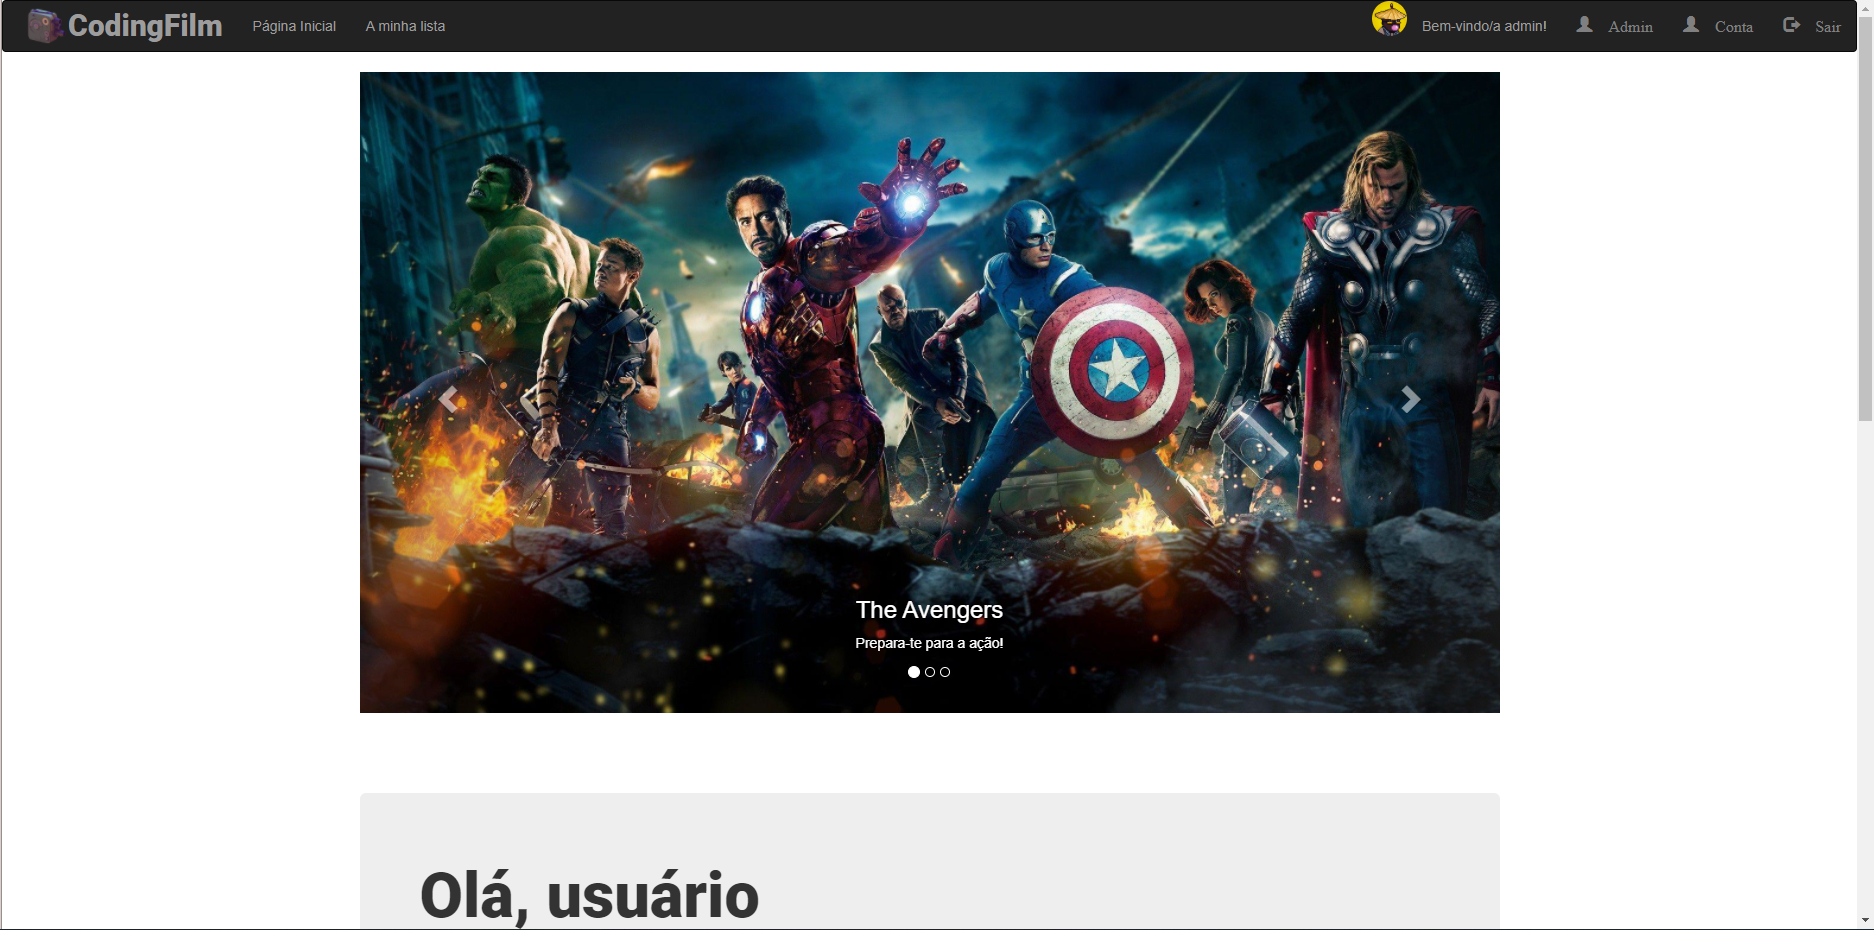 CodingFilm
Página Inicial
A minha lista
Bem-vindo/a admin!
Admin
Conta
Sair
The Avengers
Prepara-te para a ação!
Olá, usuário